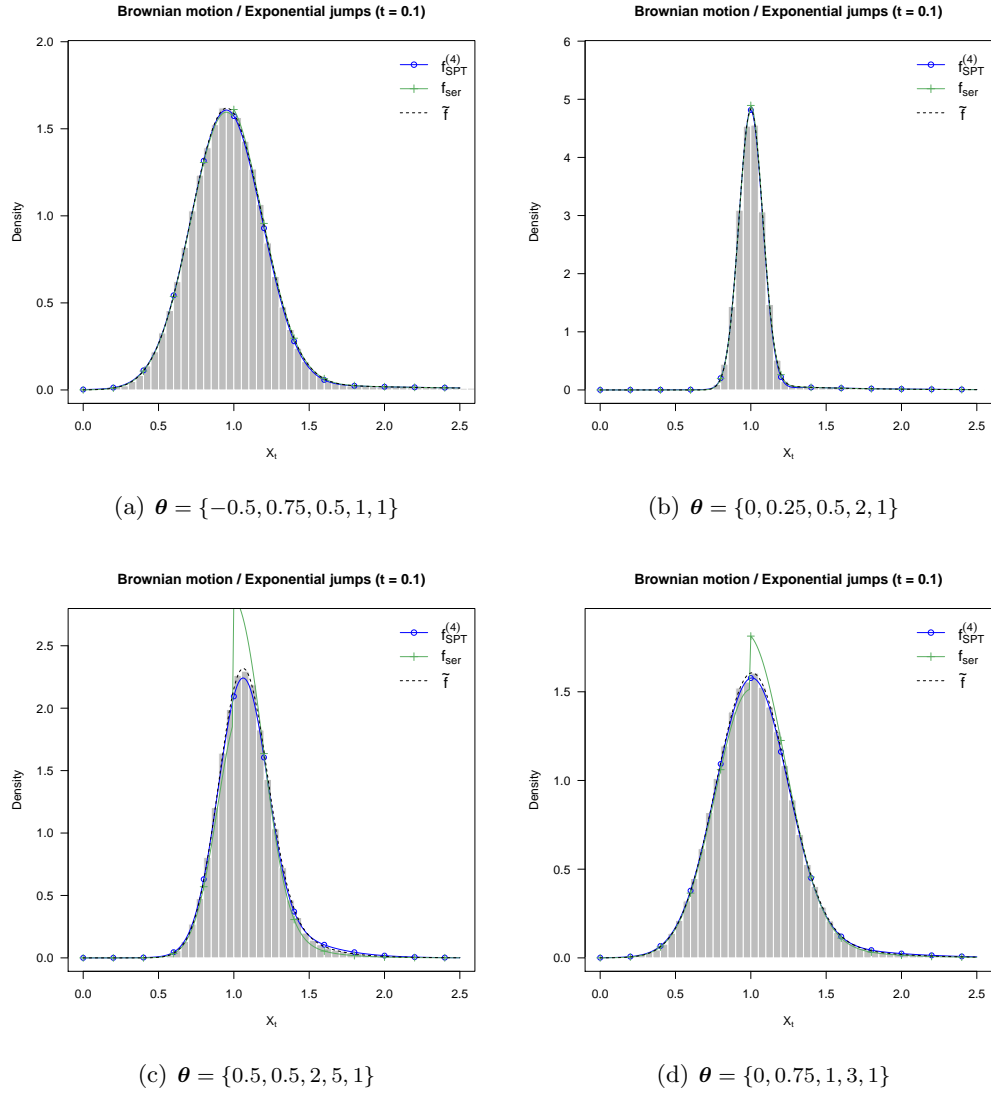 Brownian motion / Exponential jumps (t = 0.1)
2.0
1.5
1.0
0.5
0.0
Density
0.0 0.5 1.0 1.5 2.0 2.5
Xₜ
f_SPT^(4)
f_ser
f̃
(a) θ = {−0.5, 0.75, 0.5, 1, 1}
Brownian motion / Exponential jumps (t = 0.1)
6
5
4
3
2
1
0
Density
0.0 0.5 1.0 1.5 2.0 2.5
Xₜ
f_SPT^(4)
f_ser
f̃
(b) θ = {0, 0.25, 0.5, 2, 1}
Brownian motion / Exponential jumps (t = 0.1)
2.5
2.0
1.5
1.0
0.5
0.0
Density
0.0 0.5 1.0 1.5 2.0 2.5
Xₜ
f_SPT^(4)
f_ser
f̃
(c) θ = {0.5, 0.5, 2, 5, 1}
Brownian motion / Exponential jumps (t = 0.1)
1.5
1.0
0.5
0.0
Density
0.0 0.5 1.0 1.5 2.0 2.5
Xₜ
f_SPT^(4)
f_ser
f̃
(d) θ = {0, 0.75, 1, 3, 1}